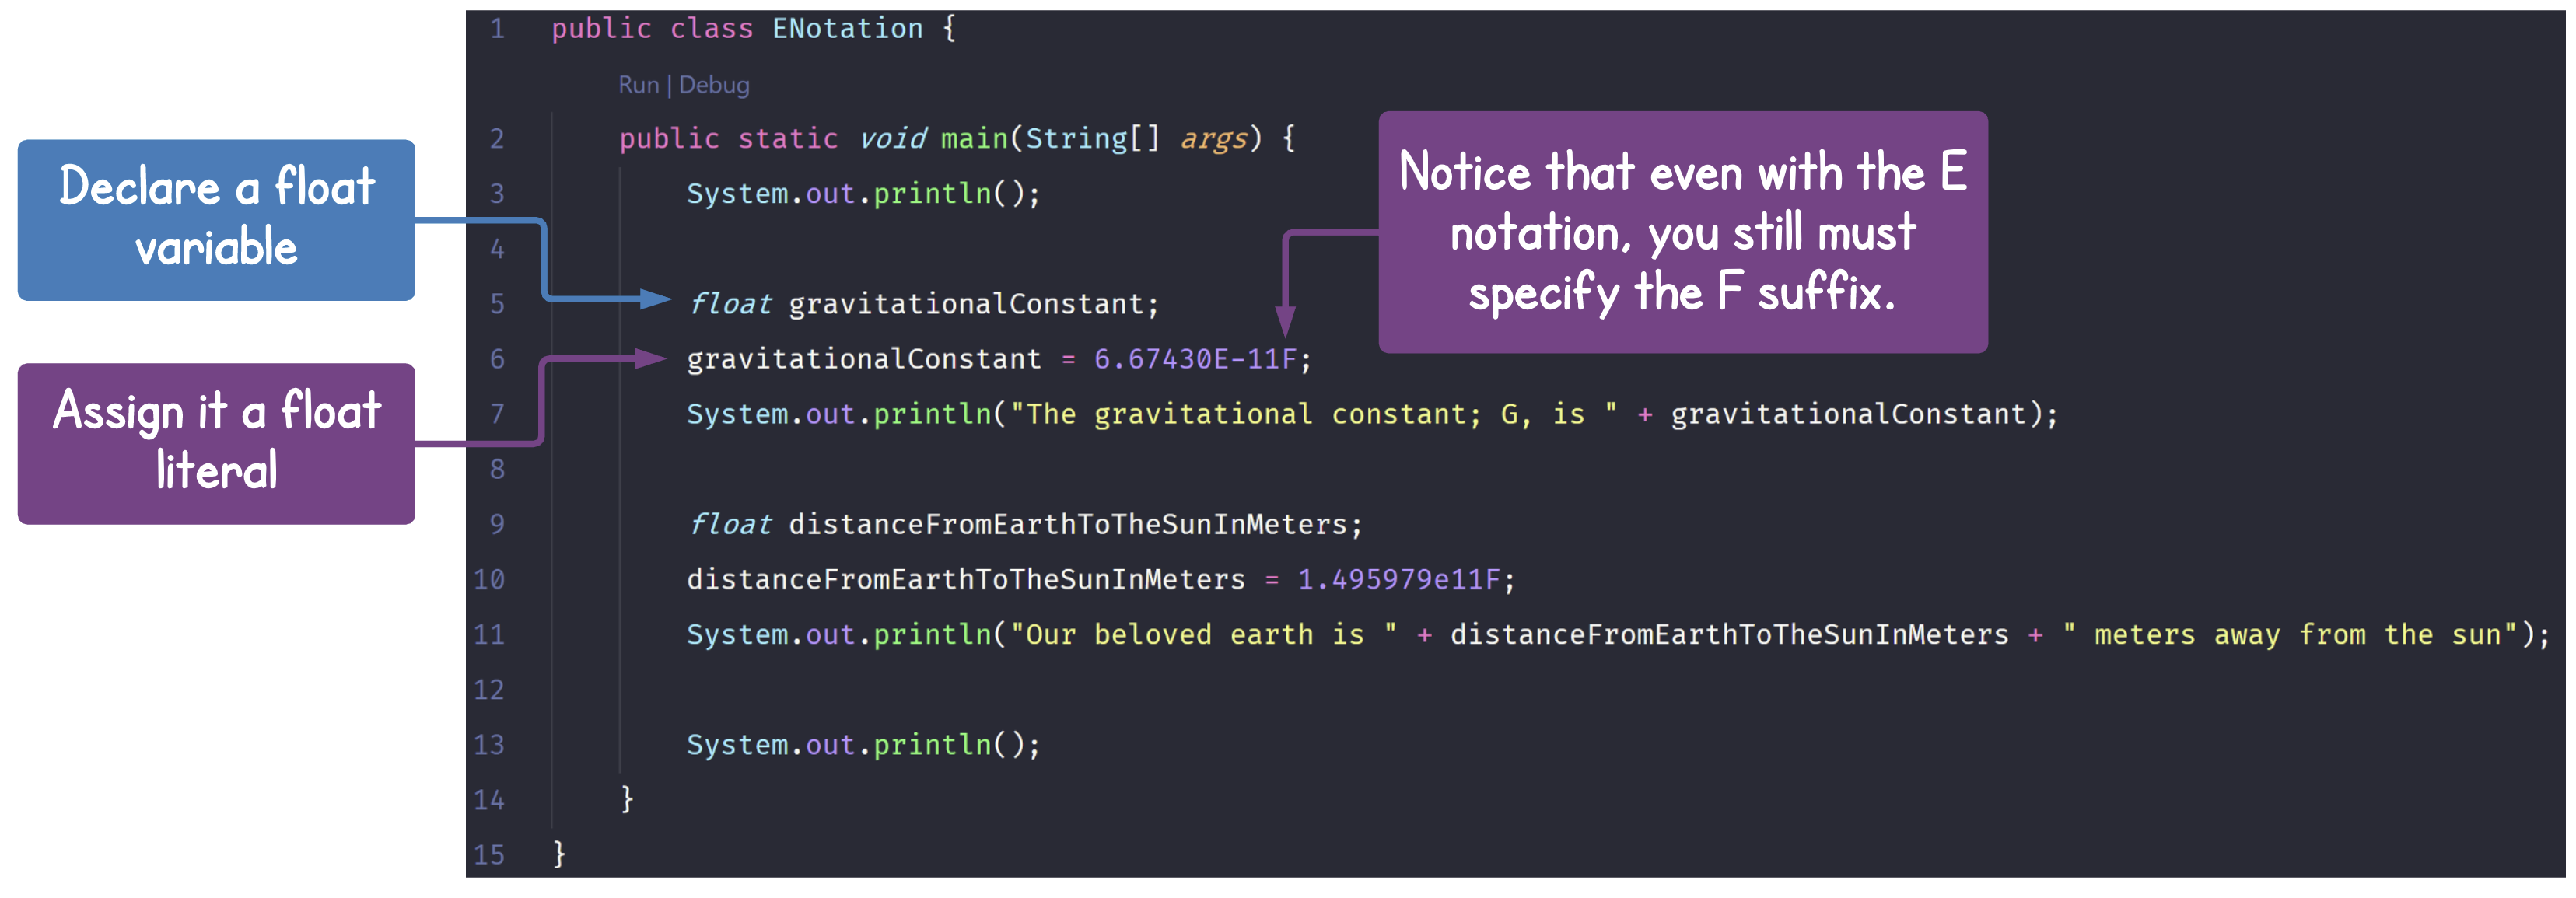 1 public class ENotation {
Run | Debug
2 public static void main(String[] args) {
3 System.out.println();
4
5 float gravitationalConstant;
6 gravitationalConstant = 6.67430E-11F;
7 System.out.println("The gravitational constant; G, is " + gravitationalConstant);
8
9 float distanceFromEarthToTheSunInMeters;
10 distanceFromEarthToTheSunInMeters = 1.495979e11F;
11 System.out.println("Our beloved earth is " + distanceFromEarthToTheSunInMeters + " meters away from the sun");
12
13 System.out.println();
14 }
15 }
Declare a float
variable
Assign it a float
literal
Notice that even with the E
notation, you still must
specify the F suffix.